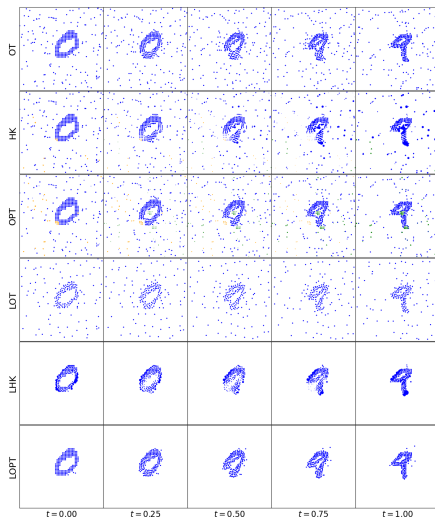 OT
HK
OPT
LOT
LHK
LOPT
t = 0.00 t = 0.25 t = 0.50 t = 0.75 t = 1.00